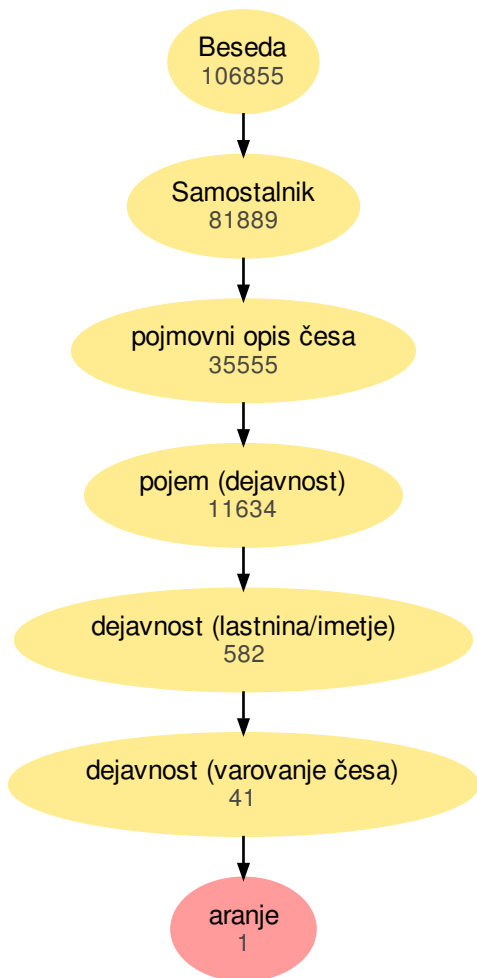 Beseda
106855
Samostalnik
81889
pojmovni opis česa
35555
pojem (dejavnost)
11634
dejavnost (lastnina/imetje)
582
dejavnost (varovanje česa)
41
aranje
1